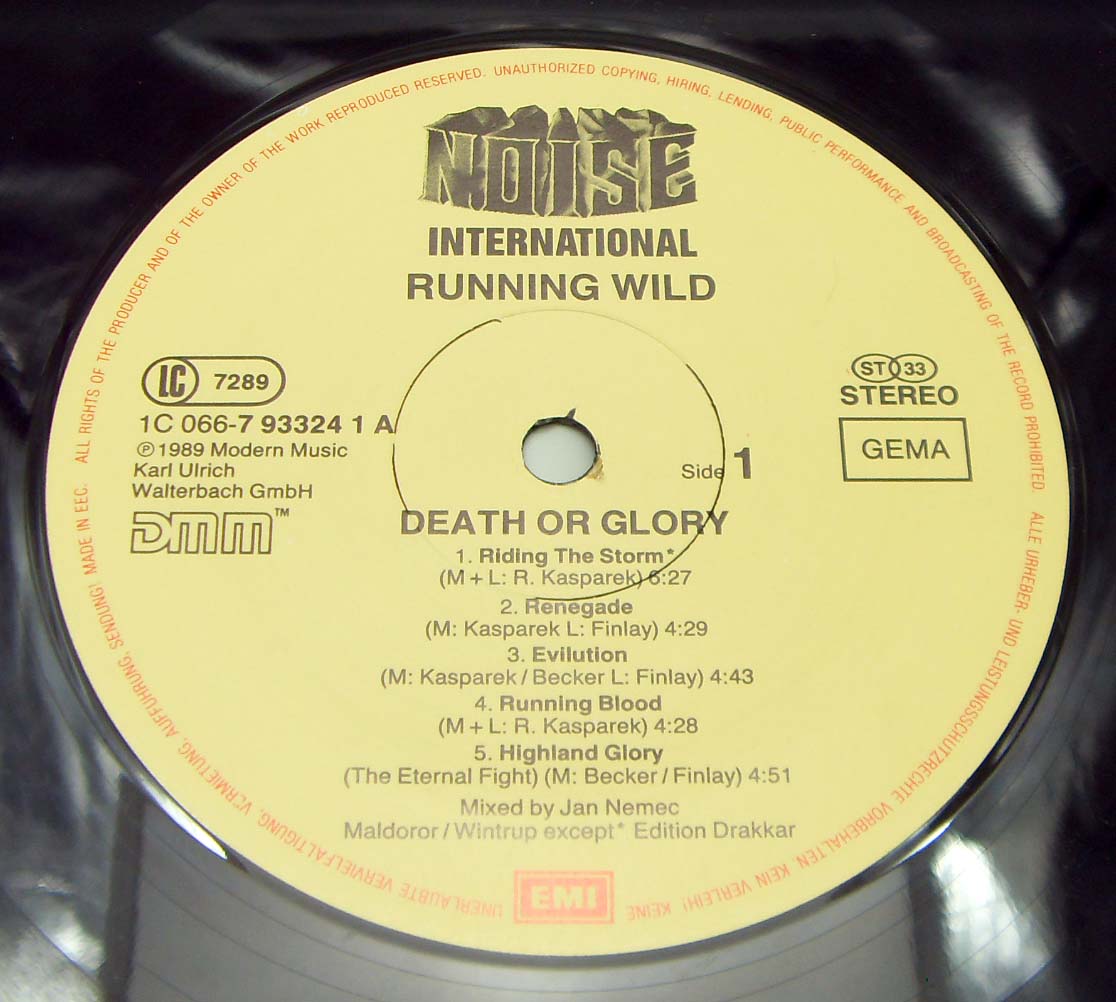 ALL RIGHTS OF THE PRODUCER AND OF THE OWNER OF THE WORK REPRODUCED RESERVED. UNAUTHORIZED COPYING, HIRING, LENDING, PUBLIC PERFORMANCE AND BROADCASTING OF THE RECORD PROHIBITED. ALLE URHEBER- UND LEISTUNGSSCHUTZRECHTE VORBEHALTEN KEIN VERLEIH! KEINE UNERLAUBTE VERVIELFÄLTIGUNG, VERMIETUNG, AUFFÜHRUNG, SENDUNG! MADE IN EEC.
NOISE
INTERNATIONAL
RUNNING WILD
LC 7289
1C 066-7 93324 1 A
℗ 1989 Modern Music
Karl Ulrich
Walterbach GmbH
DMM™
ST 33
STEREO
GEMA
Side 1
DEATH OR GLORY
1. Riding The Storm*
(M + L: R. Kasparek) 6:27
2. Renegade
(M: Kasparek L: Finlay) 4:29
3. Evilution
(M: Kasparek / Becker L: Finlay) 4:43
4. Running Blood
(M + L: R. Kasparek) 4:28
5. Highland Glory
(The Eternal Fight) (M: Becker / Finlay) 4:51
Mixed by Jan Nemec
Maldoror / Wintrup except* Edition Drakkar
EMI